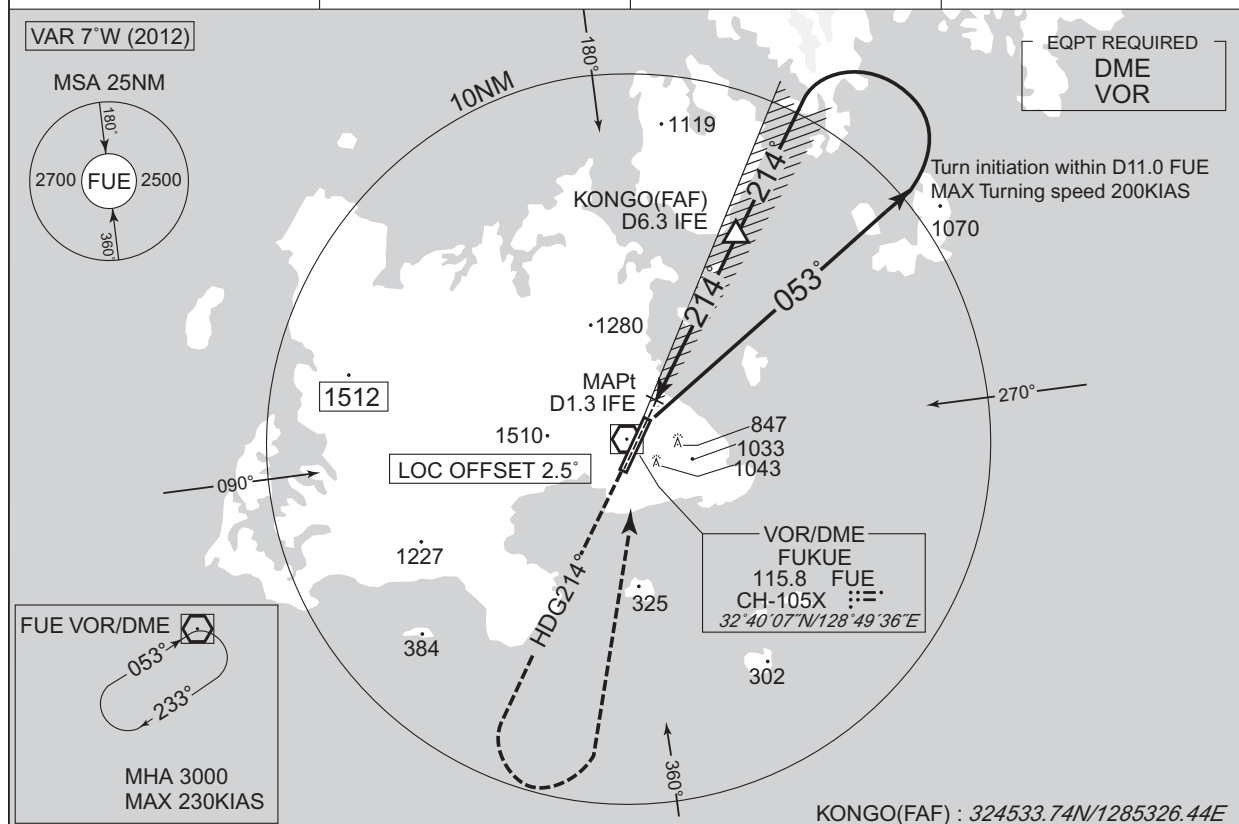 VAR 7°W (2012)
MSA 25NM
180°
2700
FUE
2500
360°
10NM
180°
EQPT REQUIRED
DME
VOR
1119
214°
Turn initiation within D11.0 FUE
MAX Turning speed 200KIAS
KONGO(FAF)
D6.3 IFE
1070
214°
053°
1280
MAPt
D1.3 IFE
1512
270°
1510
847
1033
1043
LOC OFFSET 2.5°
090°
VOR/DME
FUKUE
115.8 FUE
CH-105X
32°40´07˝N/128°49´36˝E
1227
HDG214°
325
384
302
FUE VOR/DME
053°
233°
MHA 3000
MAX 230KIAS
360°
KONGO(FAF) : 324533.74N/1285326.44E